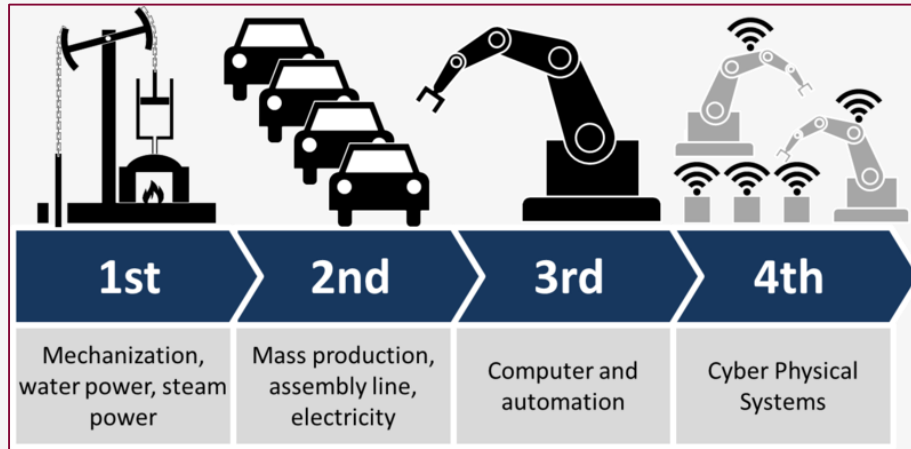 1st
2nd
3rd
4th
Mechanization,
water power, steam
power
Mass production,
assembly line,
electricity
Computer and
automation
Cyber Physical
Systems